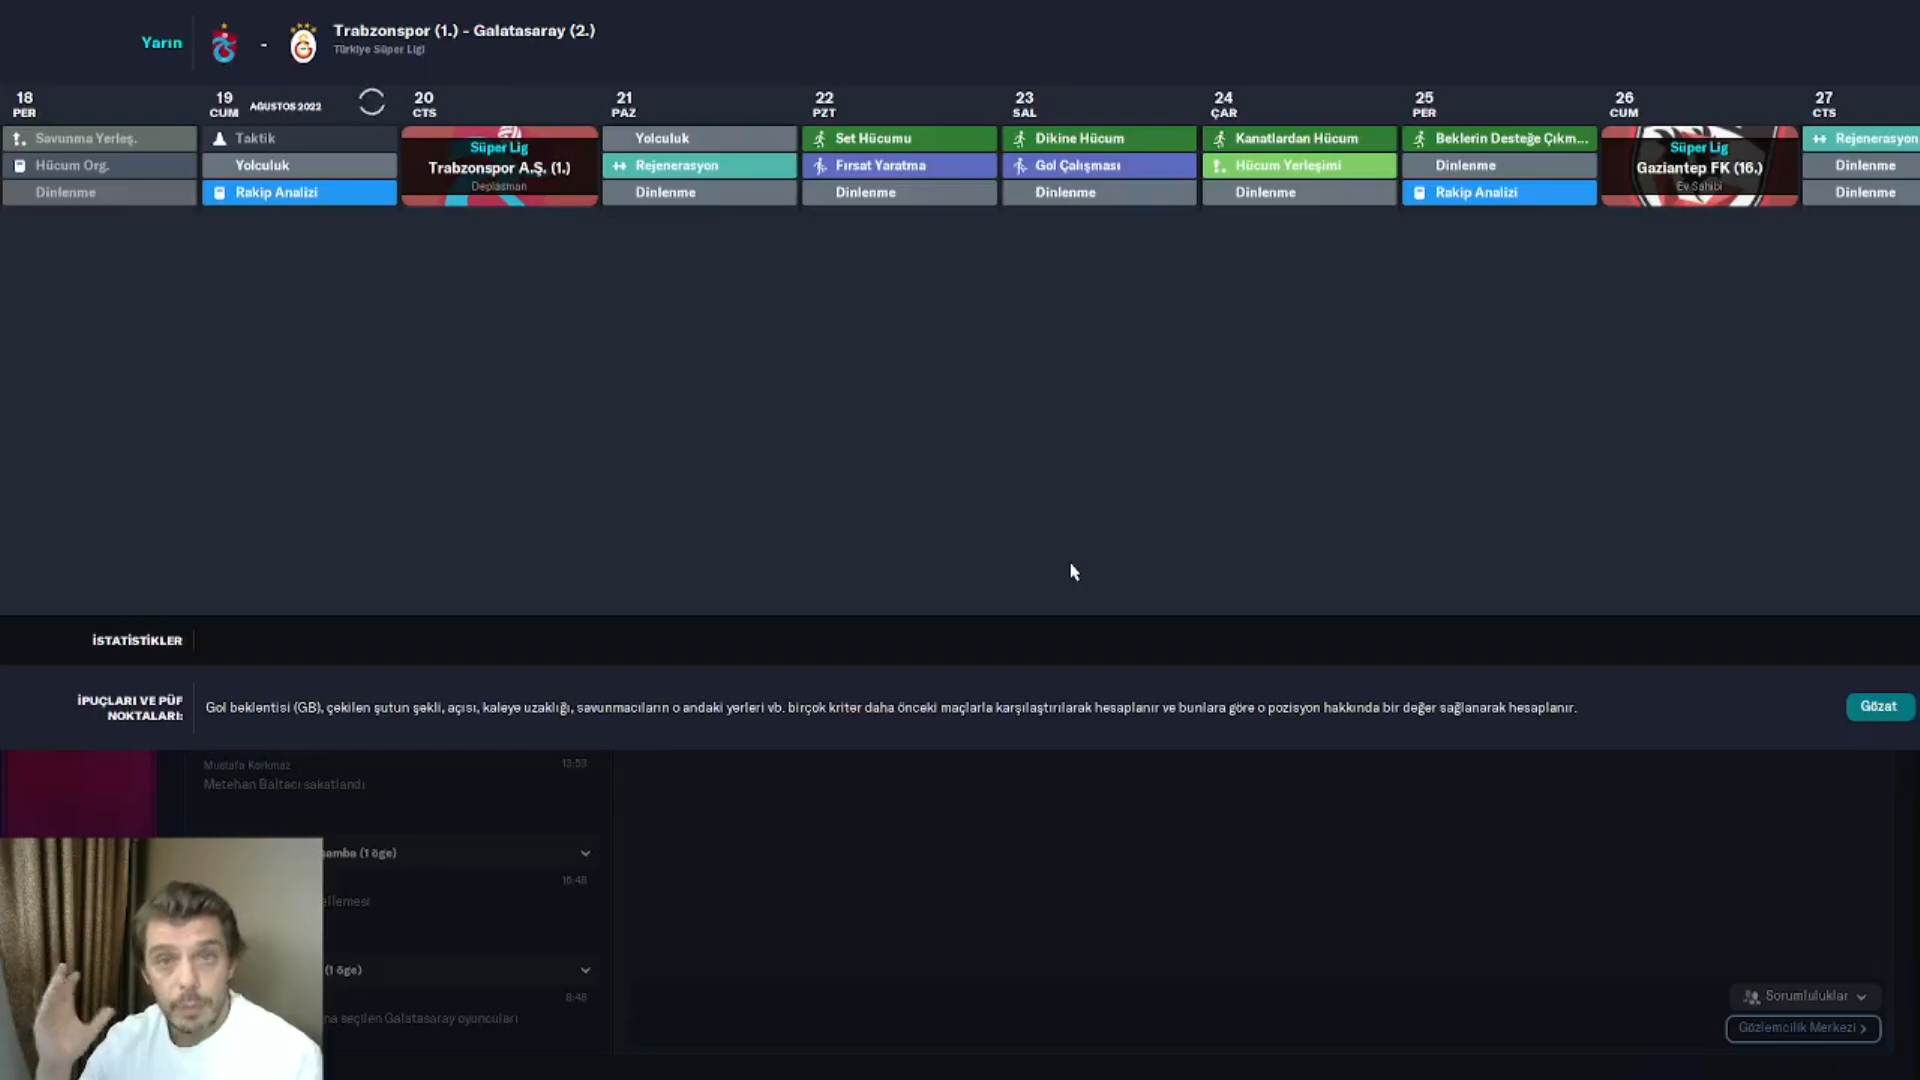 Yarın
-
Trabzonspor (1.) - Galatasaray (2.)
Türkiye Süper Ligi
18
PER
19
CUM
AĞUSTOS 2022
20
CTS
21
PAZ
22
PZT
23
SAL
24
ÇAR
25
PER
26
CUM
27
CTS
Savunma Yerleş.
Hücum Org.
Dinlenme
Taktik
Yolculuk
Rakip Analizi
Süper Lig
Trabzonspor A.Ş. (1.)
Deplasman
Yolculuk
Rejenerasyon
Dinlenme
Set Hücumu
Fırsat Yaratma
Dinlenme
Dikine Hücum
Gol Çalışması
Dinlenme
Kanatlardan Hücum
Hücum Yerleşimi
Dinlenme
Beklerin Desteğe Çıkm...
Dinlenme
Rakip Analizi
Süper Lig
Gaziantep FK (16.)
Ev Sahibi
Rejenerasyon
Dinlenme
Dinlenme
İSTATİSTİKLER
İPUÇLARI VE PÜF
NOKTALARI:
Gol beklentisi (GB), çekilen şutun şekli, açısı, kaleye uzaklığı, savunmacıların o andaki yerleri vb. birçok kriter daha önceki maçlarla karşılaştırılarak hesaplanır ve bunlara göre o pozisyon hakkında bir değer sağlanarak hesaplanır.
Gözat
Mustafa Korkmaz
13:53
Metehan Baltacı sakatlandı
amba (1 öge)
16:48
ellemesi
(1 öge)
8:48
na seçilen Galatasaray oyuncuları
Sorumluluklar
Gözlemcilik Merkezi >